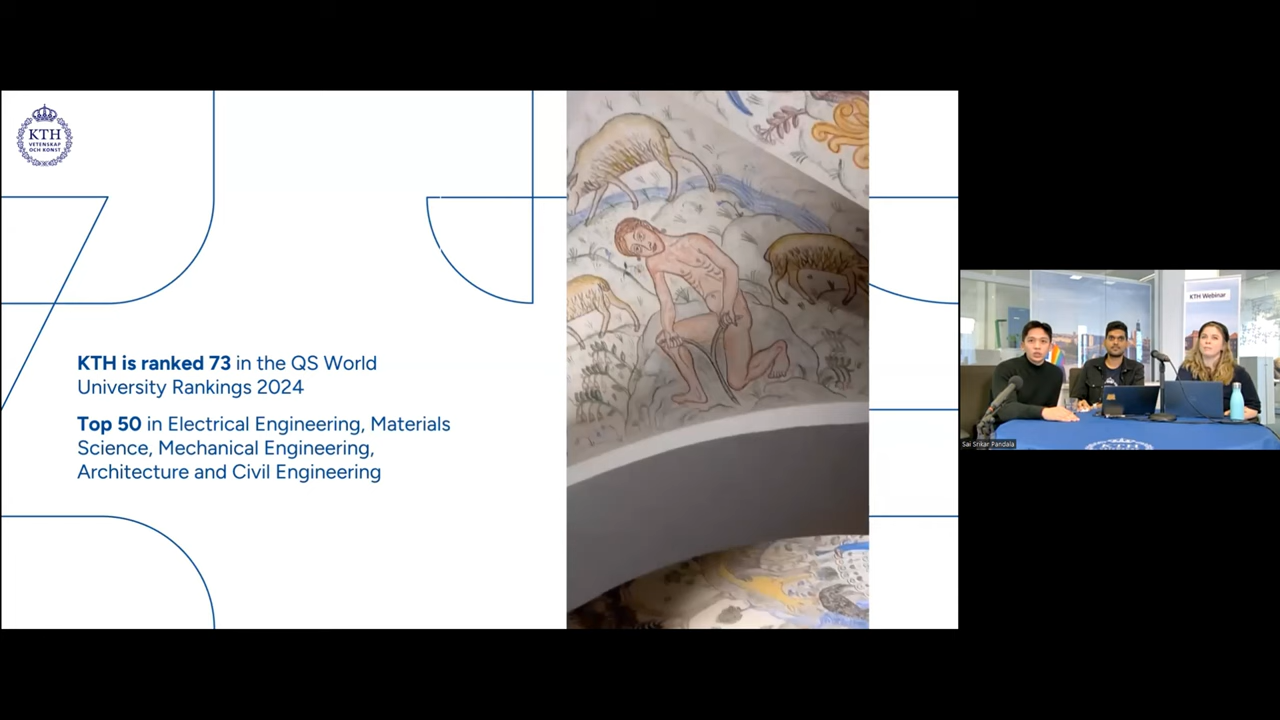 KTH
VETENSKAP
OCH KONST
KTH is ranked 73 in the QS World
University Rankings 2024
Top 50 in Electrical Engineering, Materials
Science, Mechanical Engineering,
Architecture and Civil Engineering
KTH Webinar
Sai Srikar Pandala